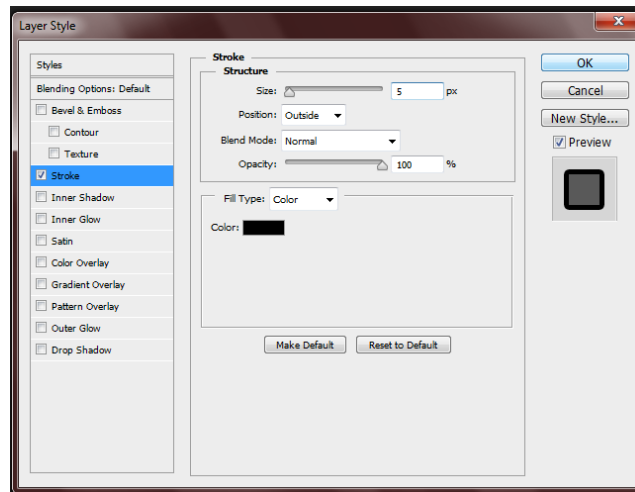 Layer Style
Styles
Blending Options: Default
Bevel & Emboss
Contour
Texture
Stroke
Inner Shadow
Inner Glow
Satin
Color Overlay
Gradient Overlay
Pattern Overlay
Outer Glow
Drop Shadow
Stroke
Structure
Size: 5 px
Position: Outside
Blend Mode: Normal
Opacity: 100 %
Fill Type: Color
Color:
Make Default Reset to Default
OK
Cancel
New Style...
Preview